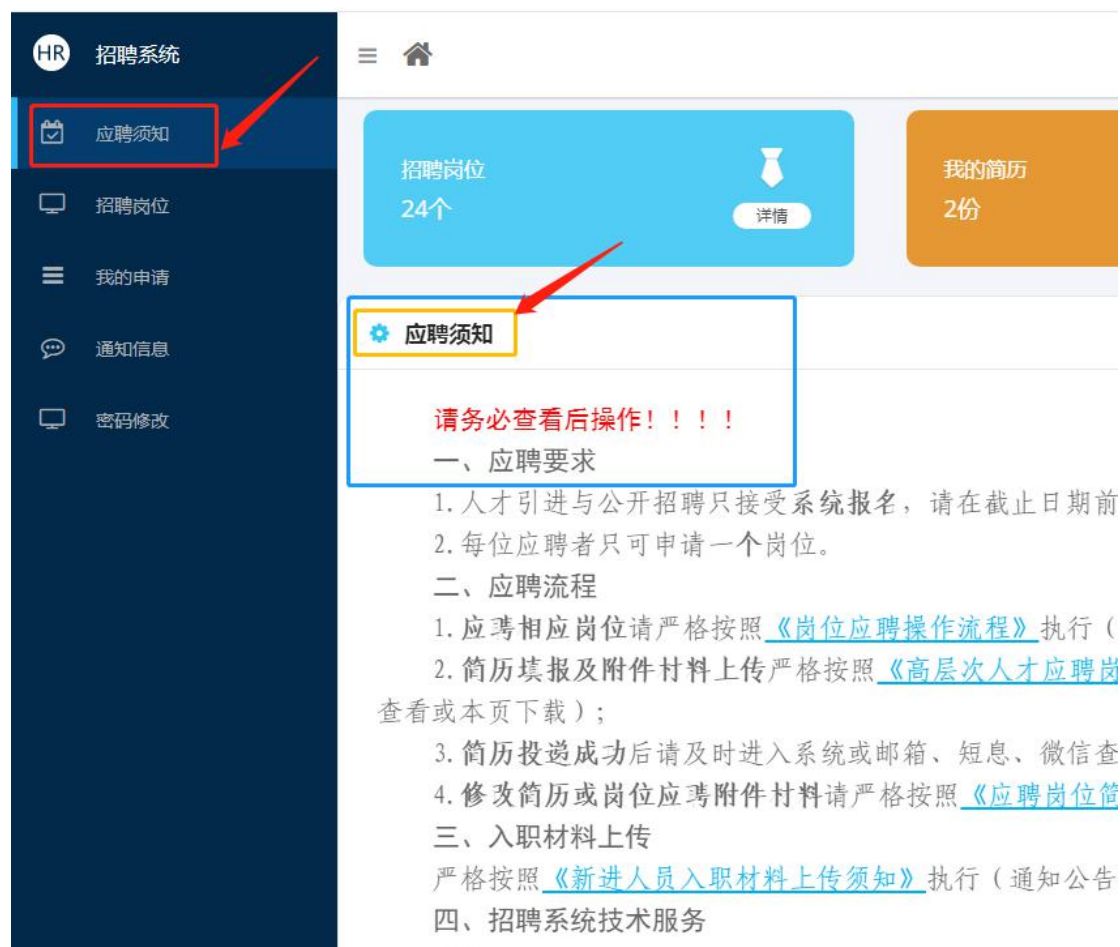 HR 招聘系统
应聘须知
招聘岗位
我的申请
通知信息
密码修改
招聘岗位
24个
详情
我的简历
2份
应聘须知
请务必查看后操作！！！！
一、应聘要求
1.人才引进与公开招聘只接受系统报名，请在截止日期前
2.每位应聘者只可申请一个岗位。
二、应聘流程
1.应聘相应岗位请严格按照《岗位应聘操作流程》执行（
2.简历填报及附件材料上传严格按照《高层次人才应聘岗
查看或本页下载）；
3.简历投递成功后请及时进入系统或邮箱、短息、微信查
4.修改简历或岗位应聘附件材料请严格按照《应聘岗位简
三、入职材料上传
严格按照《新进人员入职材料上传须知》执行（通知公告
四、招聘系统技术服务